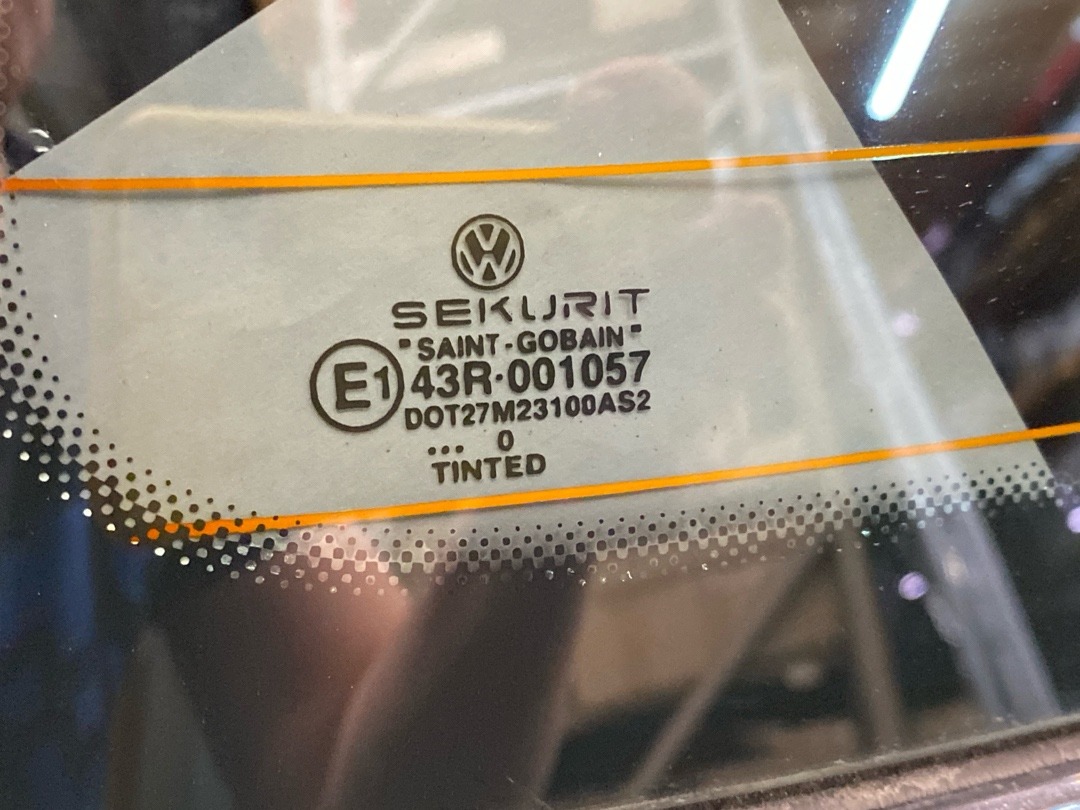 SEKURIT
"SAINT-GOBAIN"
E1 43R·001057
DOT27M23100AS2
... 0
TINTED